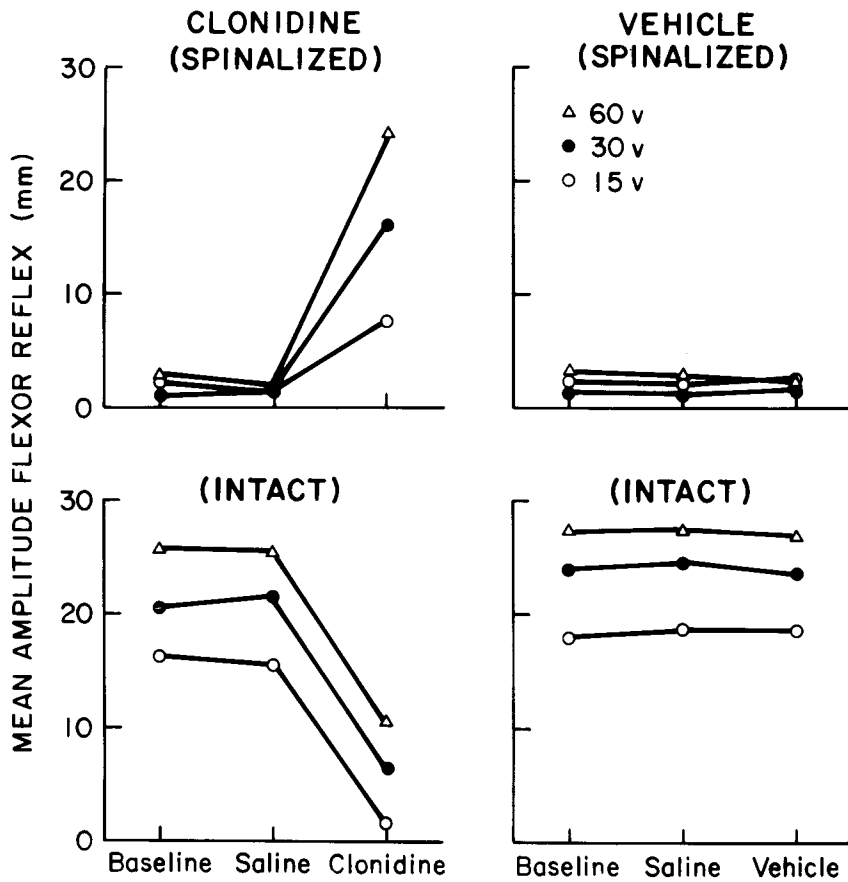 CLONIDINE
(SPINALIZED)
VEHICLE
(SPINALIZED)
MEAN AMPLITUDE FLEXOR REFLEX (mm)
30
20
10
0
△ 60 v
● 30 v
○ 15 v
(INTACT)
(INTACT)
30
20
10
0
Baseline Saline Clonidine
Baseline Saline Vehicle